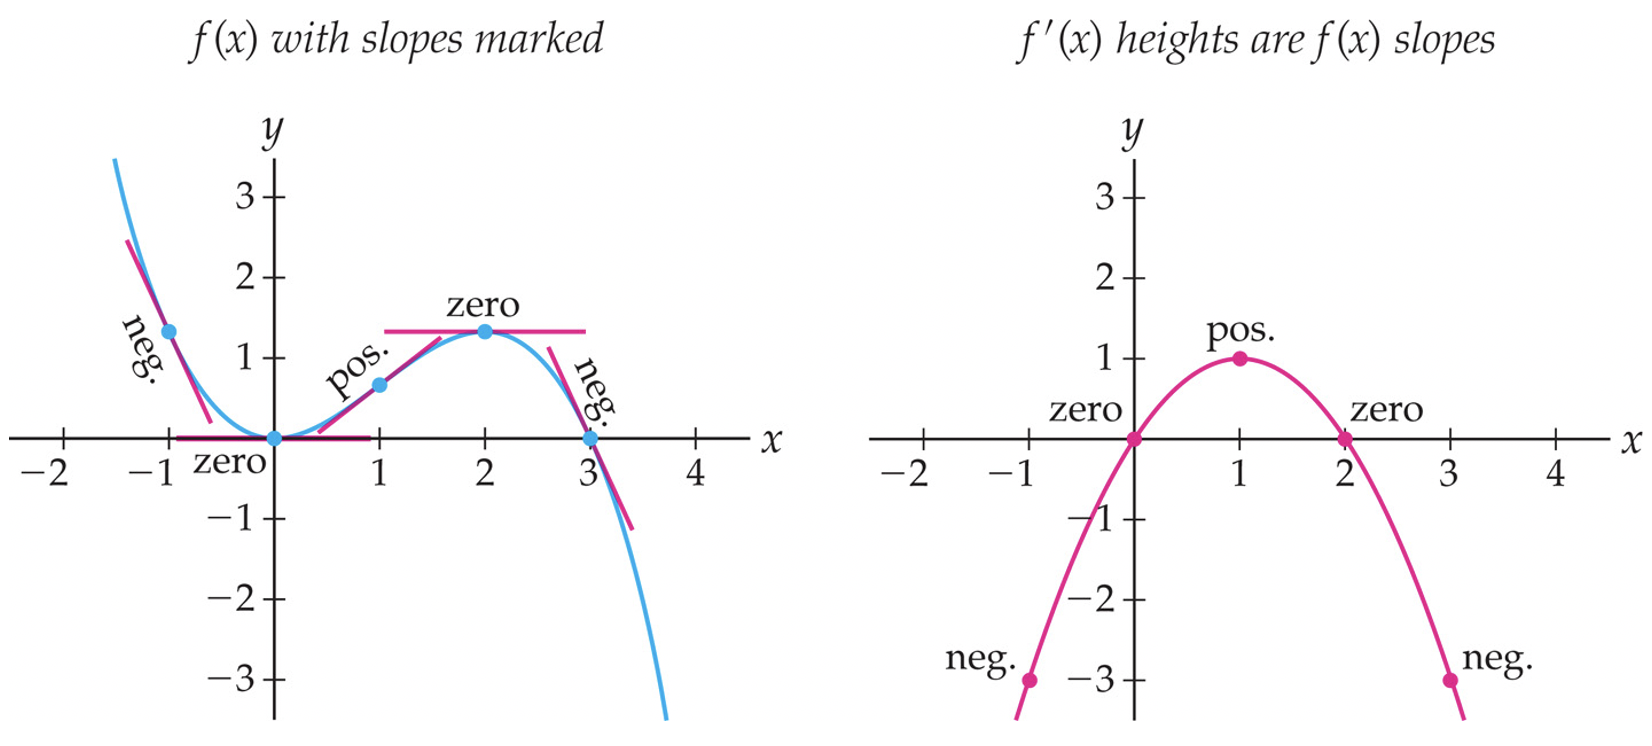 f(x) with slopes marked
y
3
2
1
−1
−2
−3
−2
−1
1
2
3
4
x
neg.
zero
pos.
zero
neg.
f′(x) heights are f(x) slopes
y
3
2
1
−1
−2
−3
−2
−1
1
2
3
4
x
neg.
zero
pos.
zero
neg.